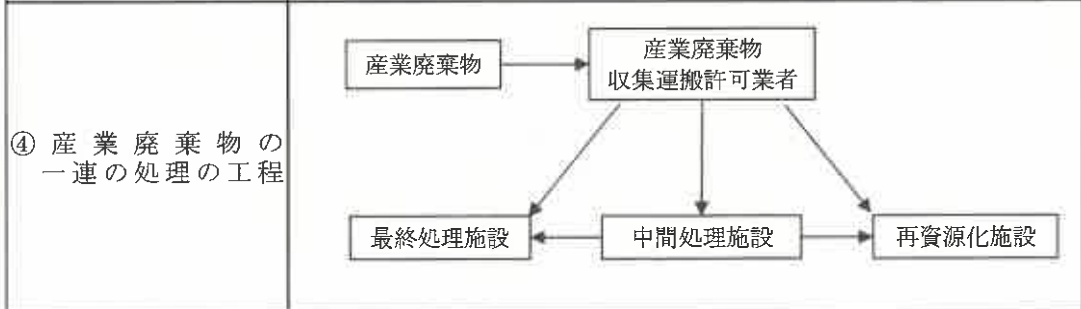 ④産業廃棄物の
一連の処理の工程
産業廃棄物
産業廃棄物
収集運搬許可業者
最終処理施設
中間処理施設
再資源化施設